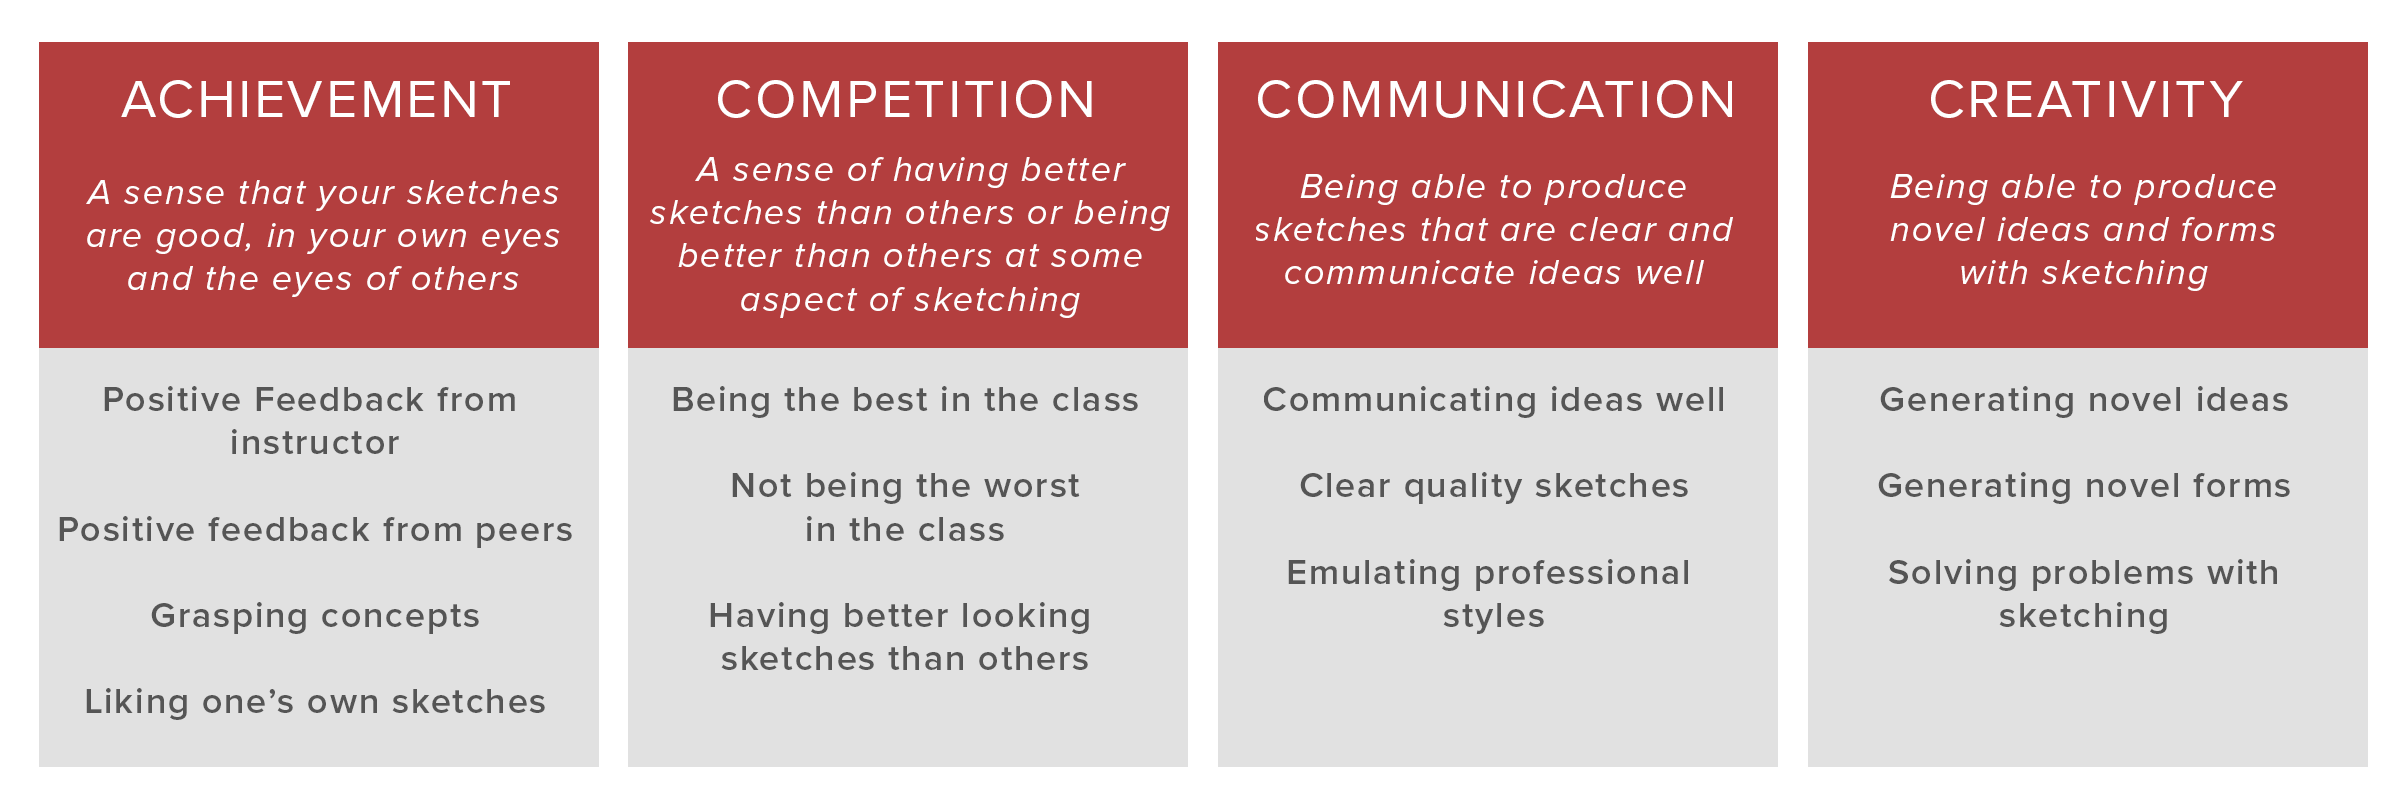 ACHIEVEMENT
A sense that your sketches
are good, in your own eyes
and the eyes of others
Positive Feedback from
instructor
Positive feedback from peers
Grasping concepts
Liking one’s own sketches
COMPETITION
A sense of having better
sketches than others or being
better than others at some
aspect of sketching
Being the best in the class
Not being the worst
in the class
Having better looking
sketches than others
COMMUNICATION
Being able to produce
sketches that are clear and
communicate ideas well
Communicating ideas well
Clear quality sketches
Emulating professional
styles
CREATIVITY
Being able to produce
novel ideas and forms
with sketching
Generating novel ideas
Generating novel forms
Solving problems with
sketching